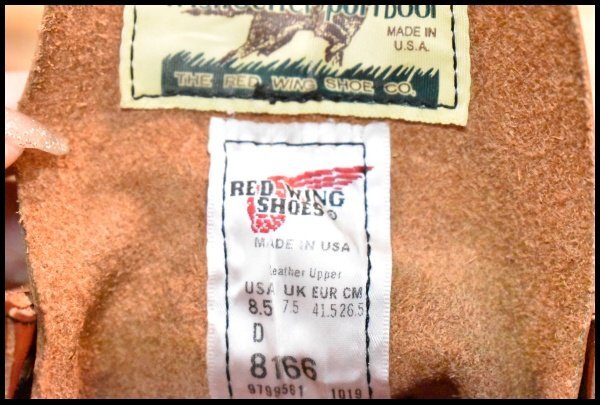 MADE IN
U.S.A.
THE RED WING SHOE CO.
RED WING
SHOES®
MADE IN USA
Leather Upper
USA UK EUR CM
8.5 7.5 41.5 26.5
D
8166
9799561 1019